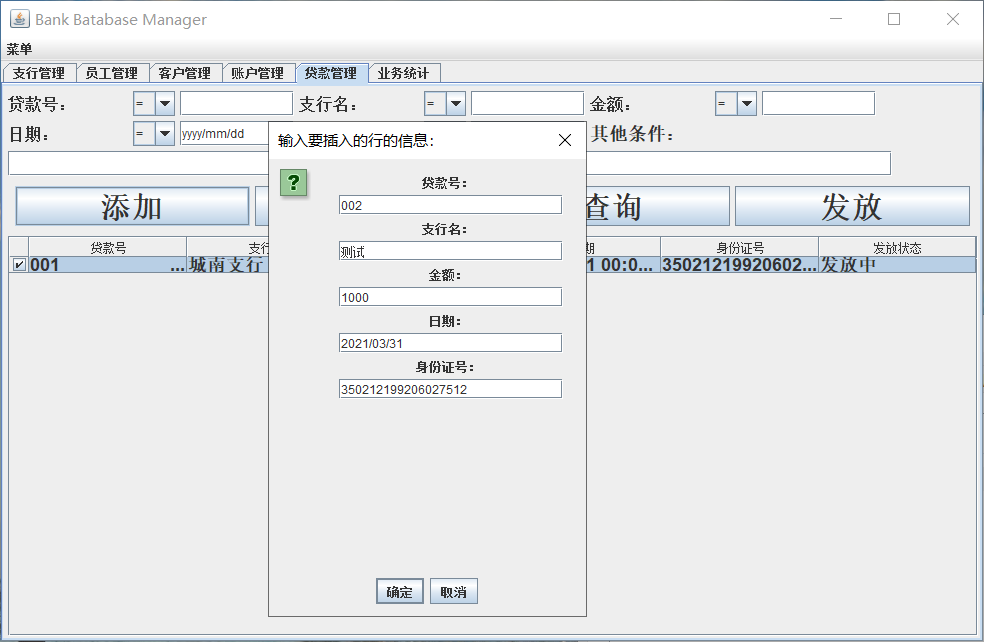 Bank Batabase Manager
菜单
支行管理 员工管理 客户管理 账户管理 贷款管理 业务统计
贷款号: = 支行名: = 金额: =
日期: = yyyy/mm/dd 其他条件:
输入要插入的行的信息:
添加 查询 发放
贷款号 支行 期 身份证号 发放状态
001 ... 城南支行 1 00:0... 35021219920602... 发放中
?
贷款号:
002
支行名:
测试
金额:
1000
日期:
2021/03/31
身份证号:
350212199206027512
确定 取消